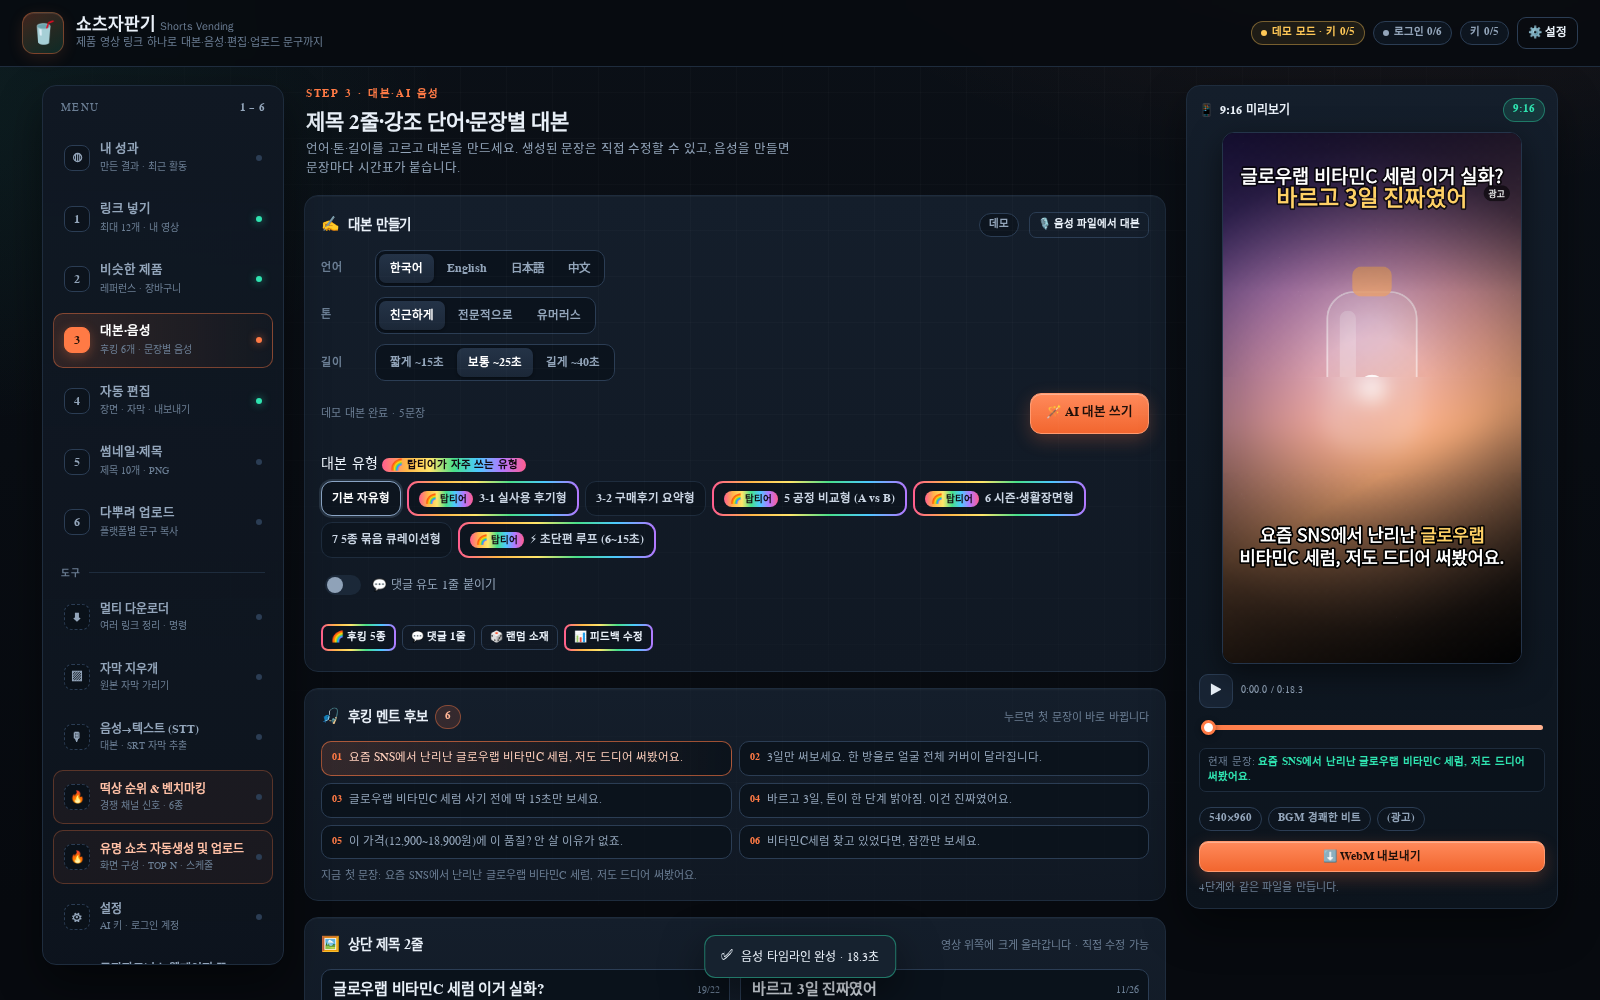 쇼츠자판기 Shorts Vending
제품 영상 링크 하나로 대본·음성·편집·업로드 문구까지
데모 모드 · 키 0/5
로그인 0/6
키 0/5
설정
MENU
1 – 6
내 성과
만든 결과 · 최근 활동
1
링크 넣기
최대 12개 · 내 영상
2
비슷한 제품
레퍼런스 · 장바구니
3
대본·음성
후킹 6개 · 문장별 음성
4
자동 편집
장면 · 자막 · 내보내기
5
썸네일·제목
제목 10개 · PNG
6
다뿌려 업로드
플랫폼별 문구 복사
도구
멀티 다운로더
여러 링크 정리 · 명령
자막 지우개
원본 자막 가리기
음성→텍스트 (STT)
대본 · SRT 자막 추출
떡상 순위 & 벤치마킹
경쟁 채널 신호 · 6종
유명 쇼츠 자동생성 및 업로드
화면 구성 · TOP N · 스케줄
설정
AI 키 · 로그인 계정
STEP 3 · 대본·AI 음성
제목 2줄·강조 단어·문장별 대본
언어·톤·길이를 고르고 대본을 만드세요. 생성된 문장은 직접 수정할 수 있고, 음성을 만들면
문장마다 시간표가 붙습니다.
대본 만들기
데모
음성 파일에서 대본
언어
한국어 English 日本語 中文
톤
친근하게 전문적으로 유머러스
길이
짧게 ~15초 보통 ~25초 길게 ~40초
데모 대본 완료 · 5문장
AI 대본 쓰기
대본 유형 탑티어가 자주 쓰는 유형
기본 자유형
탑티어 3-1 실사용 후기형
3-2 구매후기 요약형
탑티어 5 공정 비교형 (A vs B)
탑티어 6 시즌·생활장면형
7 5종 묶음 큐레이션형
탑티어 ⚡ 초단편 루프 (6~15초)
댓글 유도 1줄 붙이기
후킹 5종
댓글 1줄
랜덤 소재
피드백 수정
후킹 멘트 후보 6
누르면 첫 문장이 바로 바뀝니다
01 요즘 SNS에서 난리난 글로우랩 비타민C 세럼, 저도 드디어 써봤어요.
02 3일만 써보세요. 한 방울로 얼굴 전체 커버이 달라집니다.
03 글로우랩 비타민C 세럼 사기 전에 딱 15초만 보세요.
04 바르고 3일, 톤이 한 단계 밝아짐. 이건 진짜였어요.
05 이 가격(12,900~18,900원)에 이 품질? 안 살 이유가 없죠.
06 비타민C세럼 찾고 있었다면, 잠깐만 보세요.
지금 첫 문장: 요즘 SNS에서 난리난 글로우랩 비타민C 세럼, 저도 드디어 써봤어요.
상단 제목 2줄
영상 위쪽에 크게 올라갑니다 · 직접 수정 가능
글로우랩 비타민C 세럼 이거 실화?
19/22
바르고 3일 진짜였어
11/26
음성 타임라인 완성 · 18.3초
9:16 미리보기
9:16
글로우랩 비타민C 세럼 이거 실화?
바르고 3일 진짜였어
광고
요즘 SNS에서 난리난 글로우랩
비타민C 세럼, 저도 드디어 써봤어요.
0:00.0 / 0:18.3
현재 문장: 요즘 SNS에서 난리난 글로우랩 비타민C 세럼, 저도 드디어
써봤어요.
540×960
BGM 경쾌한 비트
(광고)
WebM 내보내기
4단계와 같은 파일을 만듭니다.